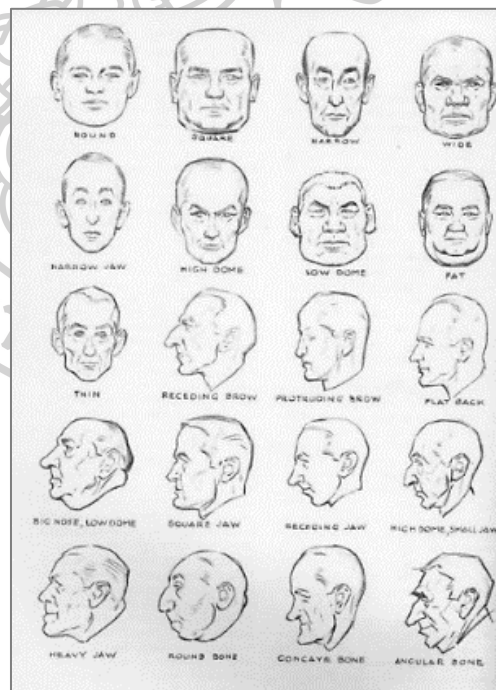 ROUND SQUARE NARROW WIDE
NARROW JAW HIGH DOME LOW DOME FAT
THIN RECEDING BROW PROTRUDING BROW FLAT BACK
BIG NOSE, LOW DOME SQUARE JAW RECEDING JAW HIGH DOME, SMALL JAW
HEAVY JAW ROUND BONE CONCAVE BONE ANGULAR BONE